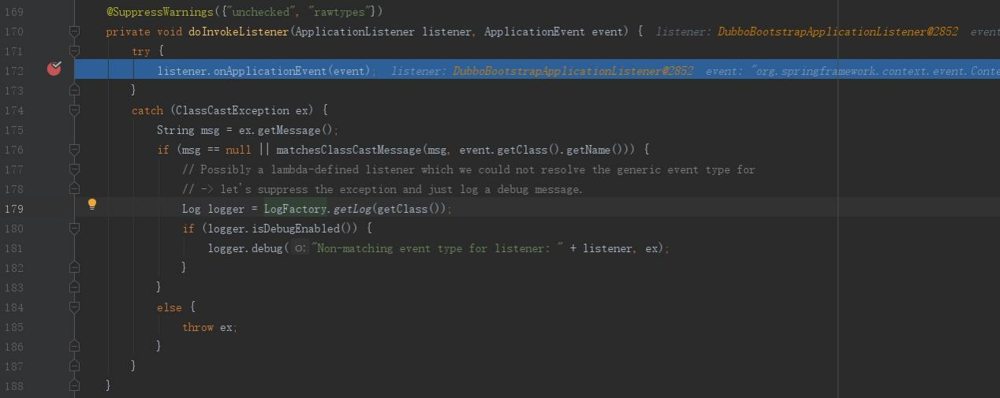 169 @SuppressWarnings({"unchecked", "rawtypes"})
170 private void doInvokeListener(ApplicationListener listener, ApplicationEvent event) { listener: DubboBootstrapApplicationListener@2852 event
171 try {
172 listener.onApplicationEvent(event); listener: DubboBootstrapApplicationListener@2852 event: "org.springframework.context.event.Conte
173 }
174 catch (ClassCastException ex) {
175 String msg = ex.getMessage();
176 if (msg == null || matchesClassCastMessage(msg, event.getClass().getName())) {
177 // Possibly a lambda-defined listener which we could not resolve the generic event type for
178 // -> let's suppress the exception and just log a debug message.
179 Log logger = LogFactory.getLog(getClass());
180 if (logger.isDebugEnabled()) {
181 logger.debug( o: "Non-matching event type for listener: " + listener, ex);
182 }
183 }
184 else {
185 throw ex;
186 }
187 }
188 }